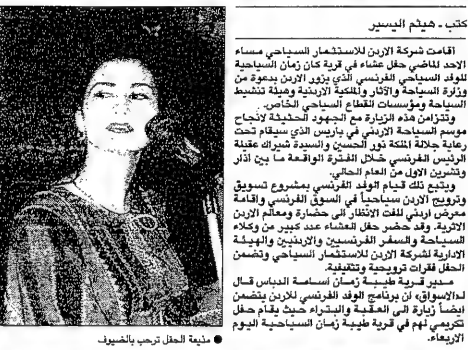 كتب ـ هيثم اليسير
أقامت شركة الاردن للاستثمار السياحي مساء
الاحد الماضي حفل عشاء في قرية كان زمان السياحية
للوفد السياحي الفرنسي الذي يزور الاردن بدعوة من
وزارة السياحة والآثار والملكية الاردنية وهيئة تنشيط
السياحة ومؤسسات القطاع السياحي الخاص.
وتتزامن هذه الزيارة مع الجهود الحثيثة لانجاح
موسم السياحة الاردني في باريس الذي سيقام تحت
رعاية جلالة الملكة نور الحسين والسيدة شيراك عقيلة
الرئيس الفرنسي خلال الفترة الواقعة ما بين آذار
وتشرين الاول من العام الحالي.
ويتبع ذلك قيام الوفد الفرنسي بمشروع تسويق
وترويج الاردن سياحياً في السوق الفرنسي واقامة
معرض اردني للفت الانظار الى حضارة ومعالم الاردن
الاثرية. وقد حضر حفل العشاء عدد كبير من وكلاء
السياحة والسفر الفرنسيين والاردنيين والهيئة
الادارية لشركة الاردن للاستثمار السياحي وتضمن
الحفل فقرات ترويحية وتثقيفية.
مدير قرية طيبة زمان اسامة الدباس قال
لـ«الاسواق» ان برنامج الوفد الفرنسي للاردن يتضمن
ايضاً زيارة الى العقبة والبتراء حيث يقام حفل
تكريمي لهم في قرية طيبة زمان السياحية اليوم
الاربعاء.
● مذيعة الحفل ترحب بالضيوف